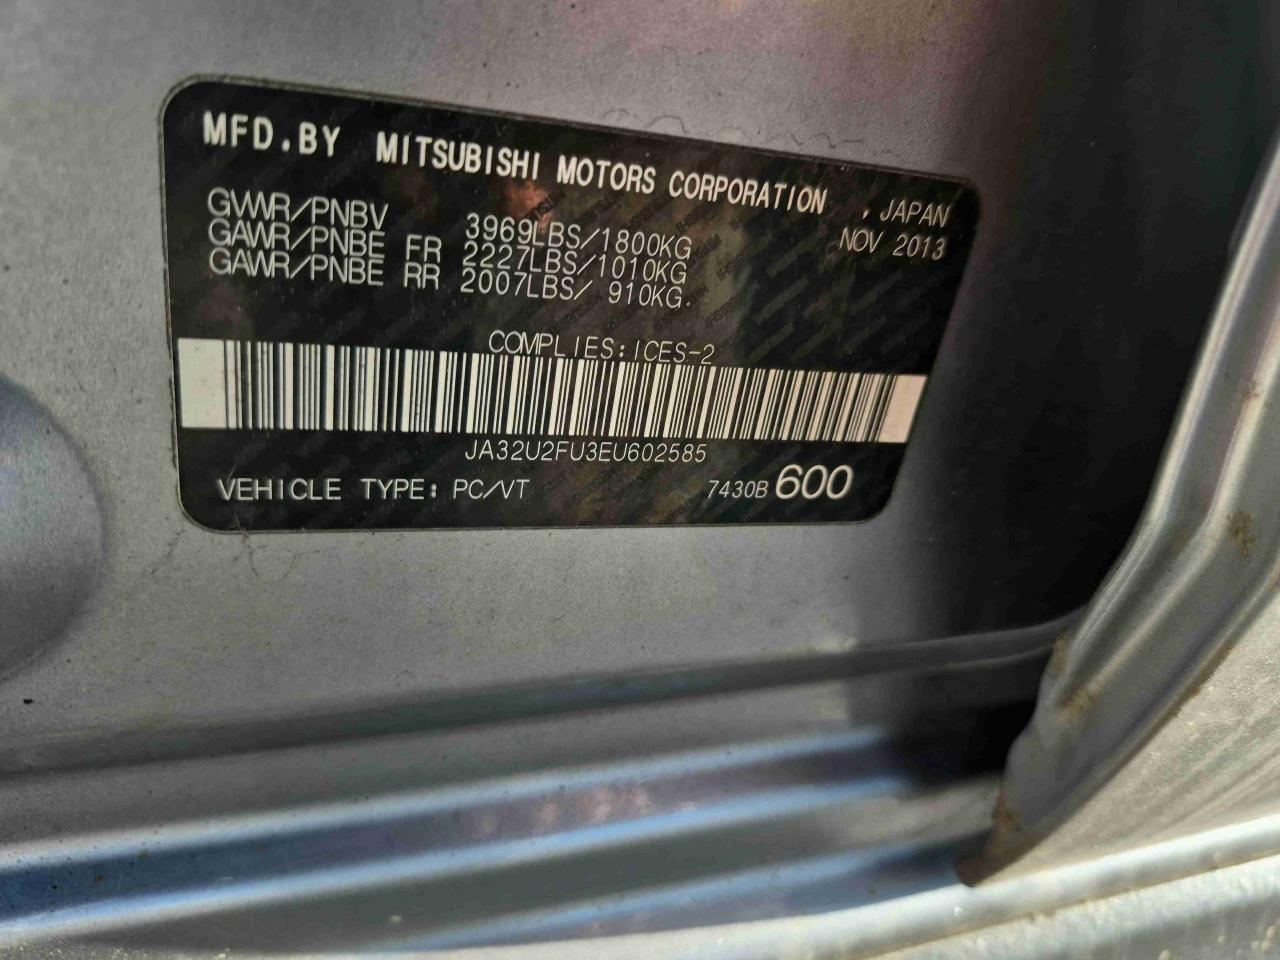 MFD.BY MITSUBISHI MOTORS CORPORATION , JAPAN
NOV 2013
GVWR/PNBV 3969LBS/1800KG
GAWR/PNBE FR 2227LBS/1010KG
GAWR/PNBE RR 2007LBS/ 910KG.
COMPLIES:ICES-2
JA32U2FU3EU602585
VEHICLE TYPE: PC/VT 7430B 600